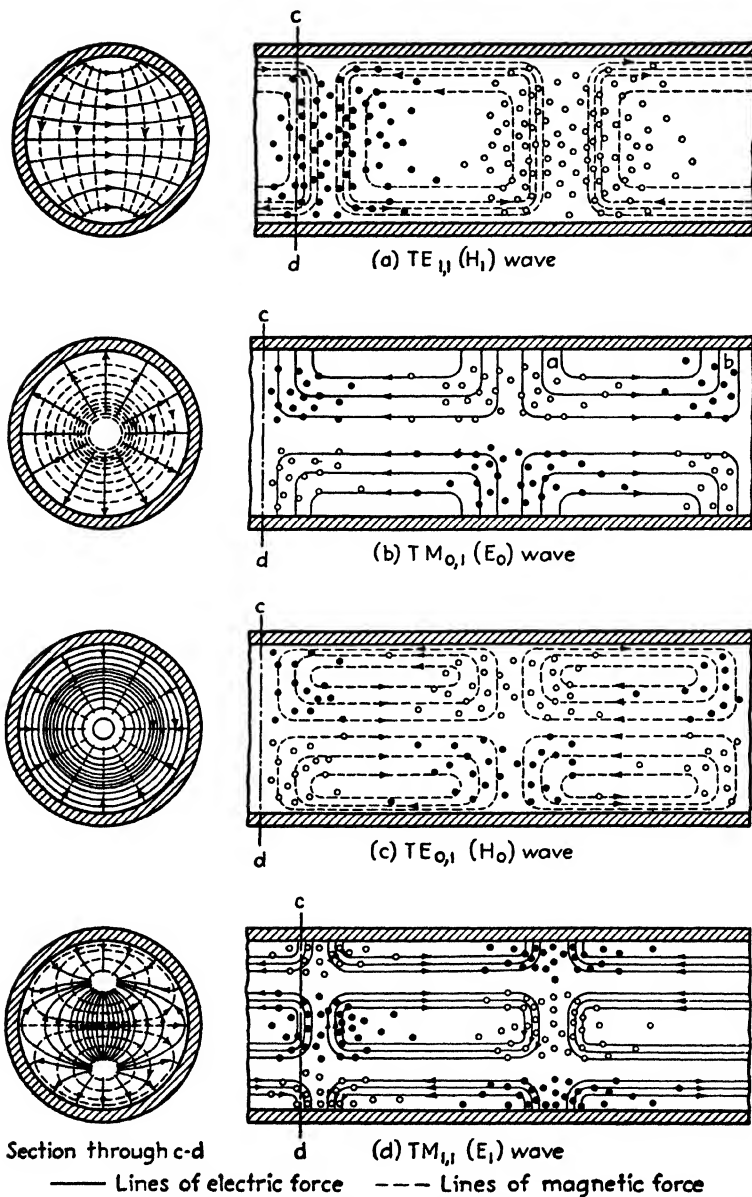 c
d
(a) TE₁,₁ (H₁) wave
c
a
b
d
(b) TM₀,₁ (E₀) wave
c
d
(c) TE₀,₁ (H₀) wave
c
d
Section through c-d
(d) TM₁,₁ (E₁) wave
Lines of electric force
Lines of magnetic force